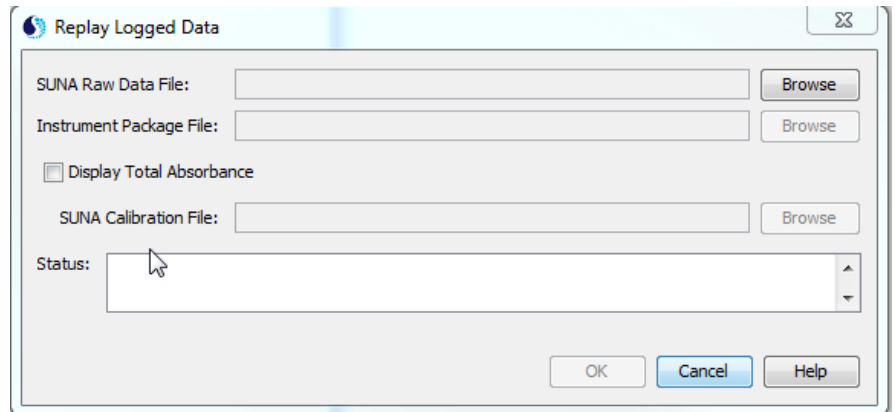 Replay Logged Data
SUNA Raw Data File: Browse
Instrument Package File: Browse
Display Total Absorbance
SUNA Calibration File: Browse
Status:
OK Cancel Help